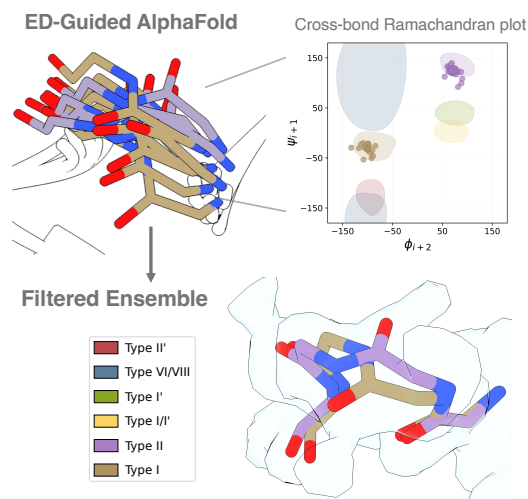 ED-Guided AlphaFold
Cross-bond Ramachandran plot
150
50
−50
−150
ψi+1
−150
−50
50
150
ϕi+2
Filtered Ensemble
Type II'
Type VI/VIII
Type I'
Type I/I'
Type II
Type I